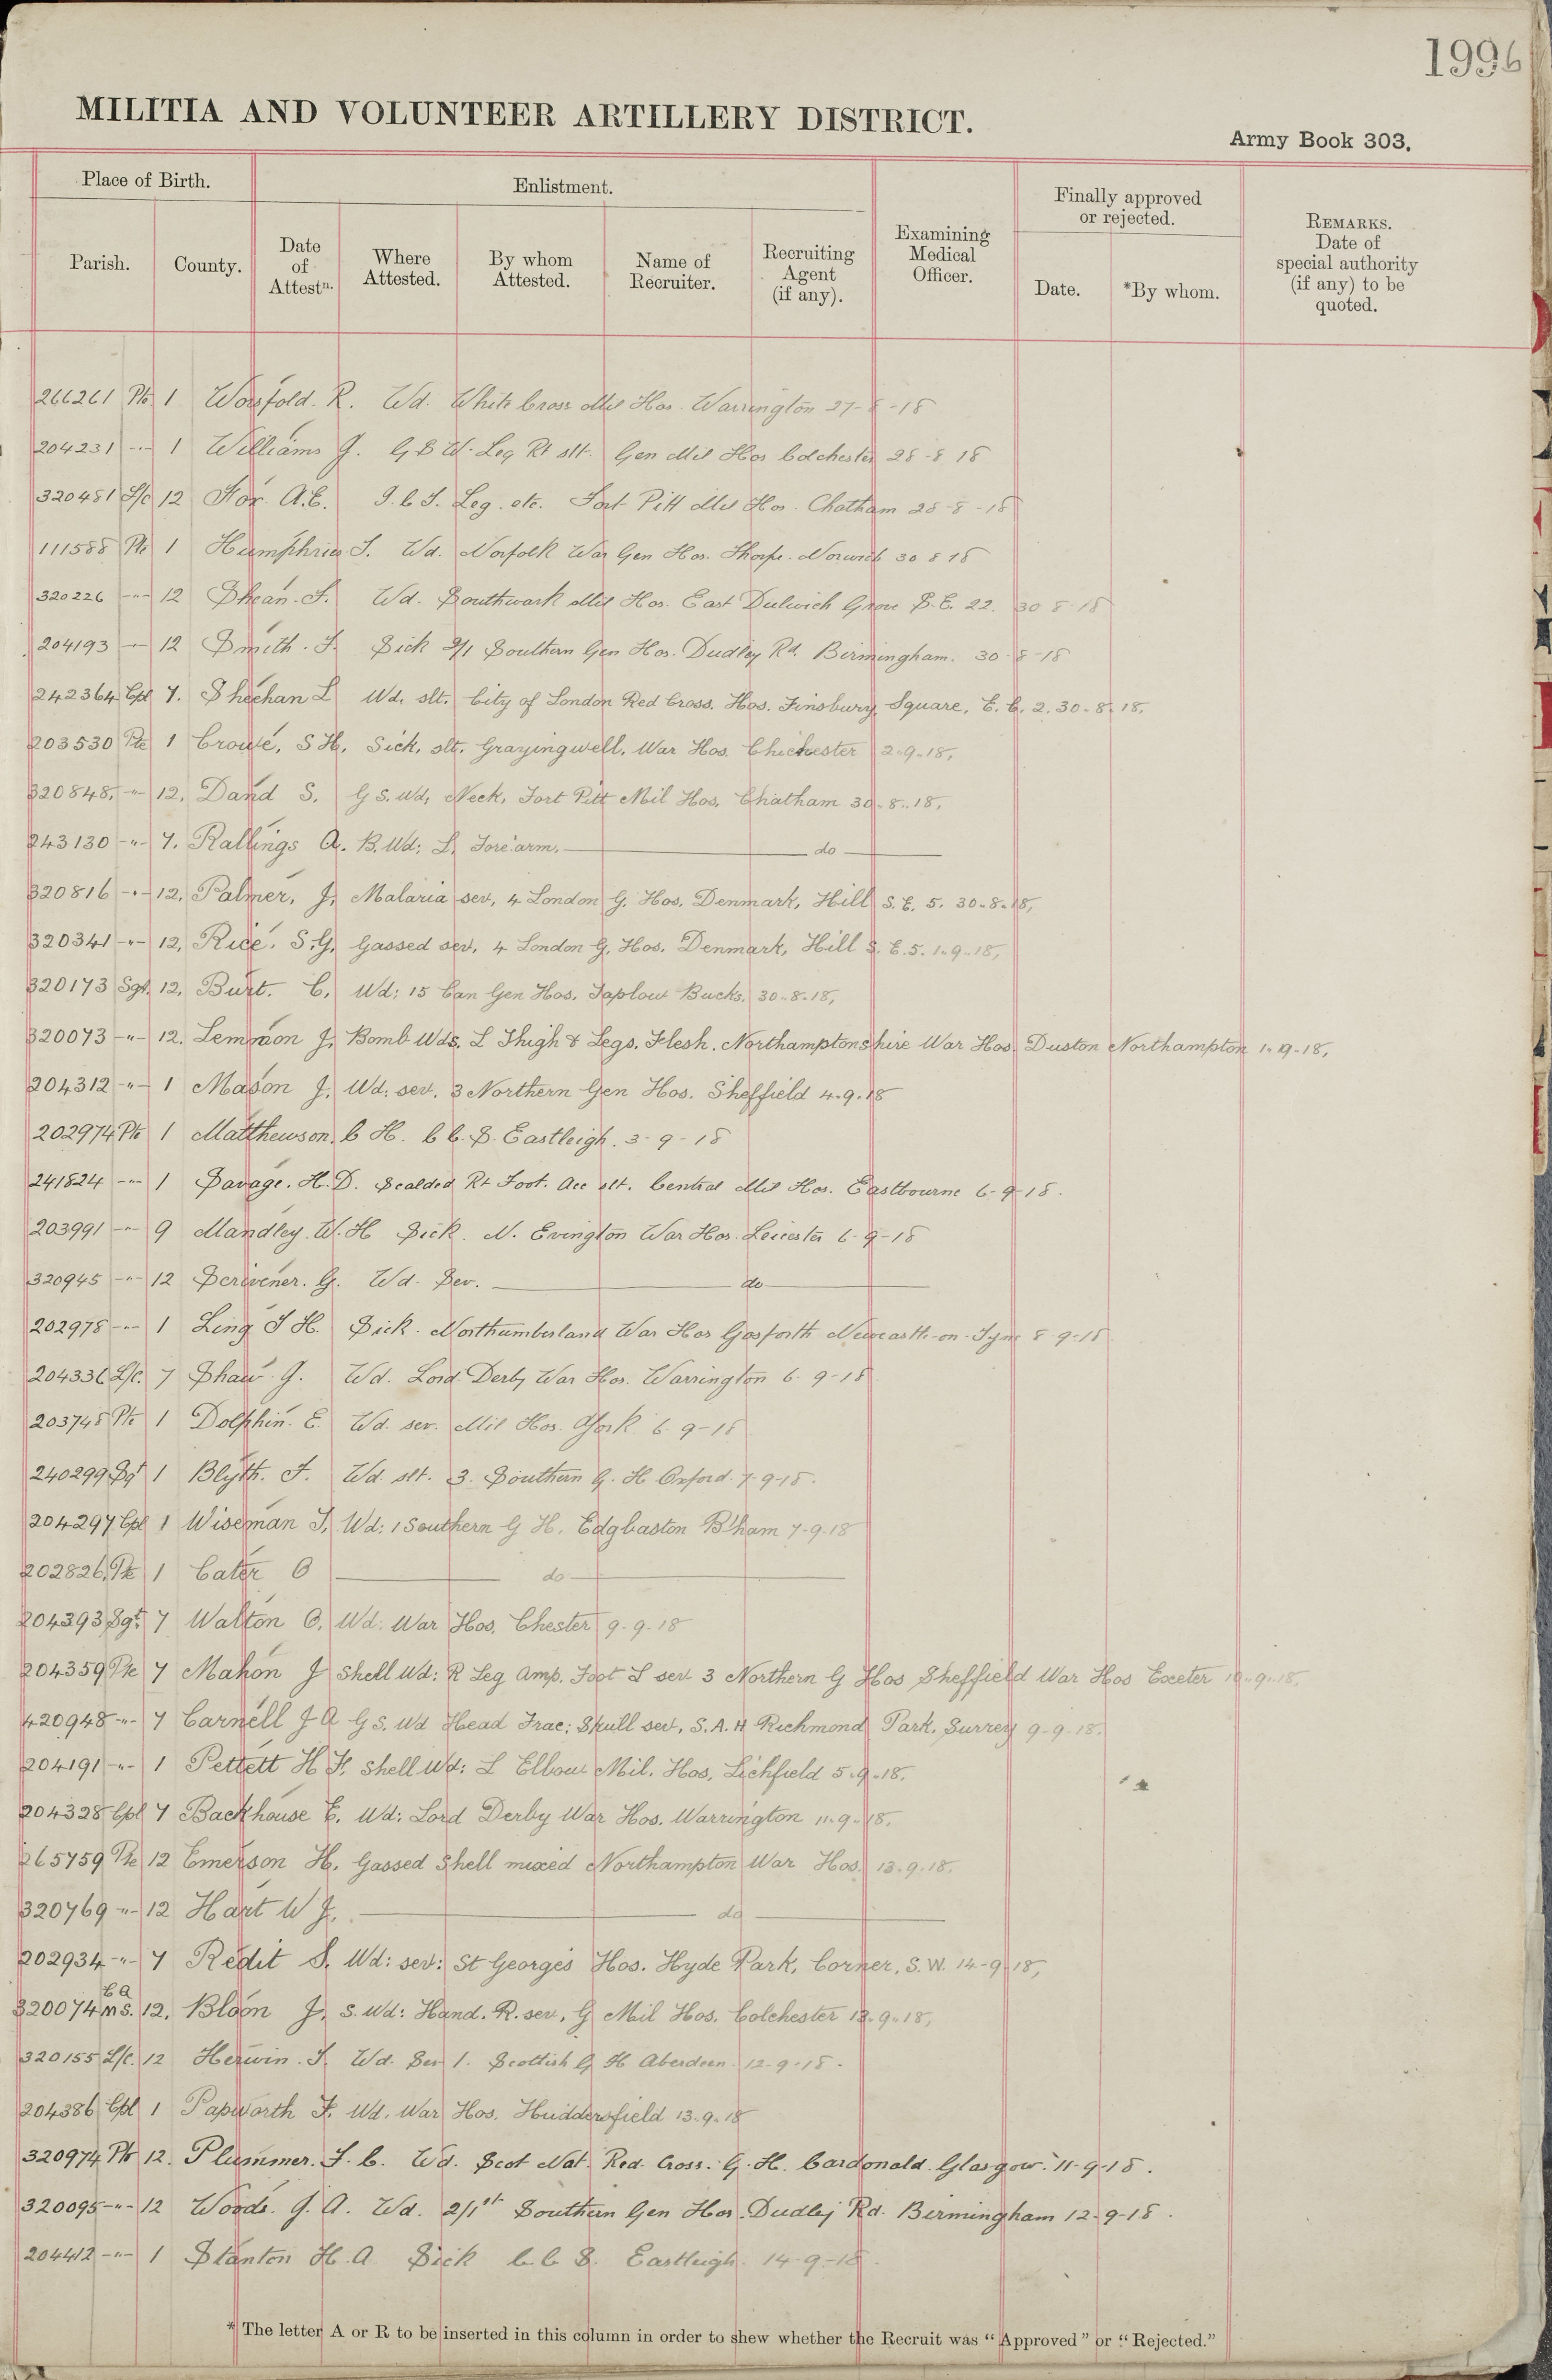 1996
MILITIA AND VOLUNTEER ARTILLERY DISTRICT.
Army Book 303.
Place of Birth.
Enlistment.
Finally approved or rejected.
Parish.
County.
Date of Attestn.
Where Attested.
By whom Attested.
Name of Recruiter.
Recruiting Agent (if any).
Examining Medical Officer.
Date.
*By whom.
REMARKS. Date of special authority (if any) to be quoted.
266261 Pte 1 Worsfold. R. Wd. White Cross Mil Hos. Warrington 27-8-18
204231 -"- 1 Williams J. G S W. Leg Rt slt. Gen Mil Hos Colchester 28-8 18
320481 L/c 12 Fox A.E. I.C.T. Leg. etc. Fort Pitt Mil Hos. Chatham 28-8-18
111588 Pte 1 Humphries T. Wd. Norfolk War Gen Hos. Thorpe. Norwich 30 8 18
320226 -"- 12 Shean. F. Wd. Southwark Mil Hos. East Dulwich Grove S.E. 22. 30 8 18
204193 -"- 12 Smith. T. Sick 2/1 Southern Gen Hos. Dudley Rd. Birmingham. 30-8-18
242364 Cpl 7. Sheehan L Wd, slt. City of London Red Cross. Hos. Finsbury, Square, E. C. 2. 30-8-18,
203530 Pte 1 Crowe, S H, Sick, slt, Grayingwell, War Hos. Chichester 2-9-18,
320848, -"- 12, Dand S. G S. Wd, Neck, Fort Pitt Mil Hos, Chatham 30-8-18,
243130 -"- 7. Rallings A. B. Wd; L, Fore'arm. do
320816 -"- 12, Palmer, J, Malaria sev, 4 London G. Hos, Denmark, Hill S. E. 5. 30-8-18,
320341 -"- 12, Rice, S.G, Gassed sev, 4 London G, Hos, Denmark, Hill S. E. 5. 1-9-18,
320173 Sgt, 12, Burt. C, Wd; 15 Can Gen Hos, Taplow Bucks, 30-8-18,
320073 -"- 12. Lemmon J, Bomb Wds, L Thigh & Legs, Flesh. Northamptonshire War Hos. Duston Northampton 1-9-18,
204312 -"- 1 Mason J, Wd: sev, 3 Northern Gen Hos. Sheffield 4-9-18
202974 Pte 1 Matthewson, C H. C C. S. Eastleigh. 3-9-18
241824 -"- 1 Savage. H. D. Scalded Rt Foot. Acc slt. Central Mil Hos. Eastbourne 6-9-18.
203991 -"- 9 Mandley. W. H Sick. N. Evington War Hos. Leicester 6-9-18
320945 -"- 12 Scrivener. G. Wd. Sev. do
202978 -"- 1 Ling T H. Sick. Northumberland War Hos Gosforth Newcastle-on-Tyne 8-9-18
204336 L/c. 7 Shaw. J. Wd. Lord Derby War Hos. Warrington 6-9-18
203748 Pte 1 Dolphin. E. Wd. sev. Mil Hos. York 6 9-18
240299 Sgt 1 Blyth. F. Wd slt. 3. Southern G. H Oxford. 7-9-18.
204297 Cpl 1 Wiseman T, Wd: 1 Southern G H, Edgbaston B'ham 7-9-18
202826, Pte 1 Cater O do
204393 Sgt: 7 Walton O, Wd: War Hos, Chester 9-9-18
204359 Pte 7 Mahon J Shell Wd: R Leg Amp. Foot L sev 3 Northern G Hos Sheffield War Hos Exeter 10-9-18,
420948 -"- 7 Carnell J A G S. Wd Head Frac; Skull sev, S. A. H Richmond Park, Surrey 9-9-18.
204191 -"- 1 Pettett H F, Shell Wd: L Elbow Mil. Hos, Lichfield 5-9-18.
204328 Cpl 7 Backhouse E, Wd: Lord Derby War Hos. Warrington 11-9-18.
265759 Pte 12 Emerson H, Gassed Shell mixed Northampton War Hos. 13-9-18.
320769 -"- 12 Hart W J, do
202934 -"- 7 Redit S, Wd: sev: St George's Hos. Hyde Park, Corner, S.W. 14-9-18,
320074 C Q M S. 12, Bloom J, S. Wd: Hand. R. sev, G Mil Hos, Colchester 13-9-18,
320155 L/c. 12 Herwin. T. Wd. Sev 1. Scottish G H Aberdeen. 12-9-18.
204386 Cpl 1 Papworth F, Wd, War Hos, Huddersfield 13-9-18
320974 Pte 12. Plummer. T. C. Wd. Scot Nat. Red. Cross. G. H. Cardonald. Glasgow. 11-9-18.
320095 -"- 12 Woods. J. A. Wd. 2/1st Southern Gen Hos. Dudley Rd. Birmingham 12-9-18.
204412 -"- 1 Stanton H. A Sick C C S. Eastleigh. 14-9-18.
* The letter A or R to be inserted in this column in order to shew whether the Recruit was "Approved" or "Rejected."